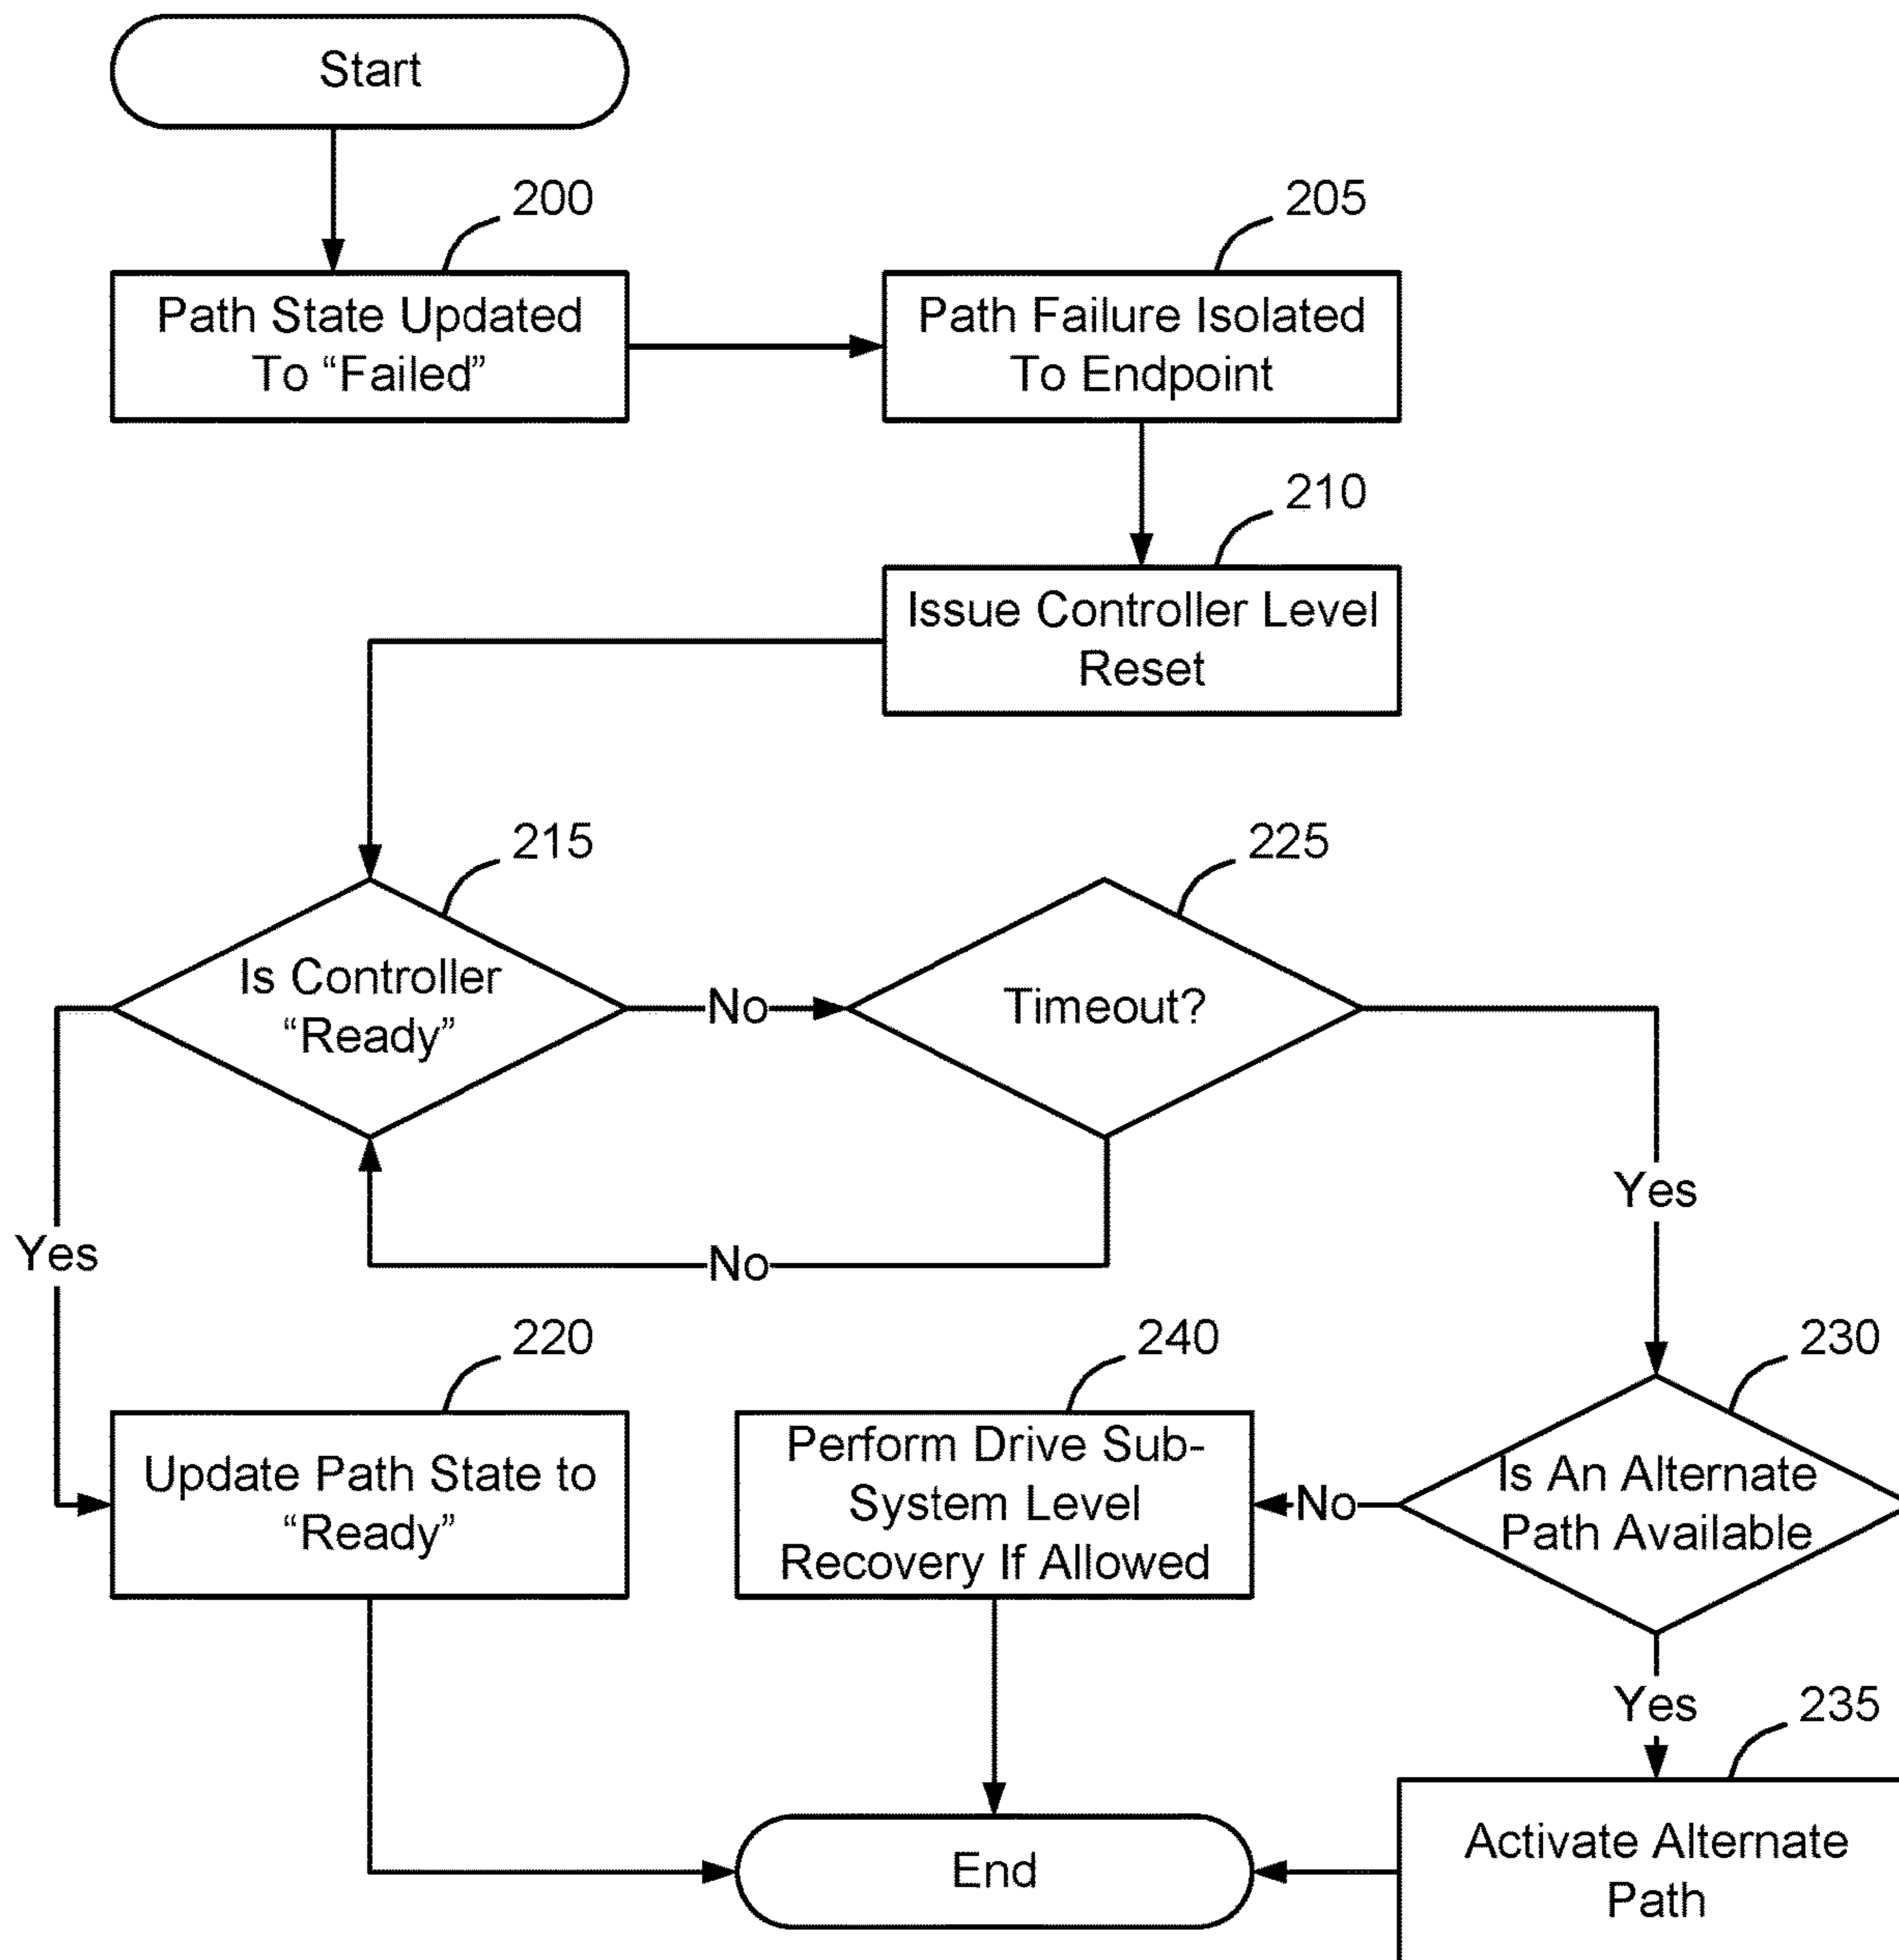 Start
200
Path State Updated
To “Failed”
205
Path Failure Isolated
To Endpoint
210
Issue Controller Level
Reset
215
Is Controller
“Ready”
No
225
Timeout?
Yes
No
Yes
220
Update Path State to
“Ready”
240
Perform Drive Sub-
System Level
Recovery If Allowed
No
230
Is An Alternate
Path Available
Yes
235
Activate Alternate
Path
End